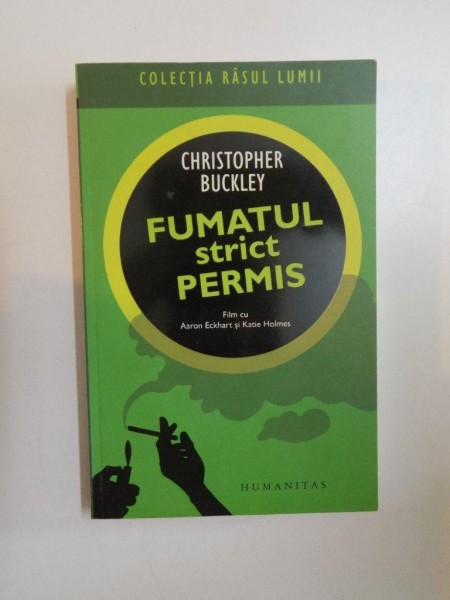 COLECȚIA RÂSUL LUMII
CHRISTOPHER
BUCKLEY
FUMATUL
strict
PERMIS
Film cu
Aaron Eckhart și Katie Holmes
HUMANITAS